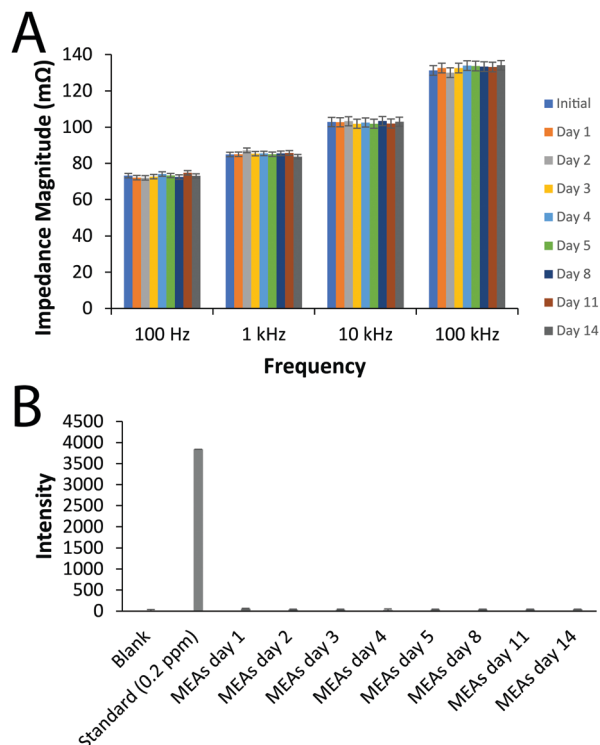 A
Impedance Magnitude (mΩ)
140
120
100
80
60
40
20
0
100 Hz 1 kHz 10 kHz 100 kHz
Frequency
Initial
Day 1
Day 2
Day 3
Day 4
Day 5
Day 8
Day 11
Day 14
B
Intensity
4500
4000
3500
3000
2500
2000
1500
1000
500
0
Blank
Standard (0.2 ppm)
MEAs day 1
MEAs day 2
MEAs day 3
MEAs day 4
MEAs day 5
MEAs day 8
MEAs day 11
MEAs day 14